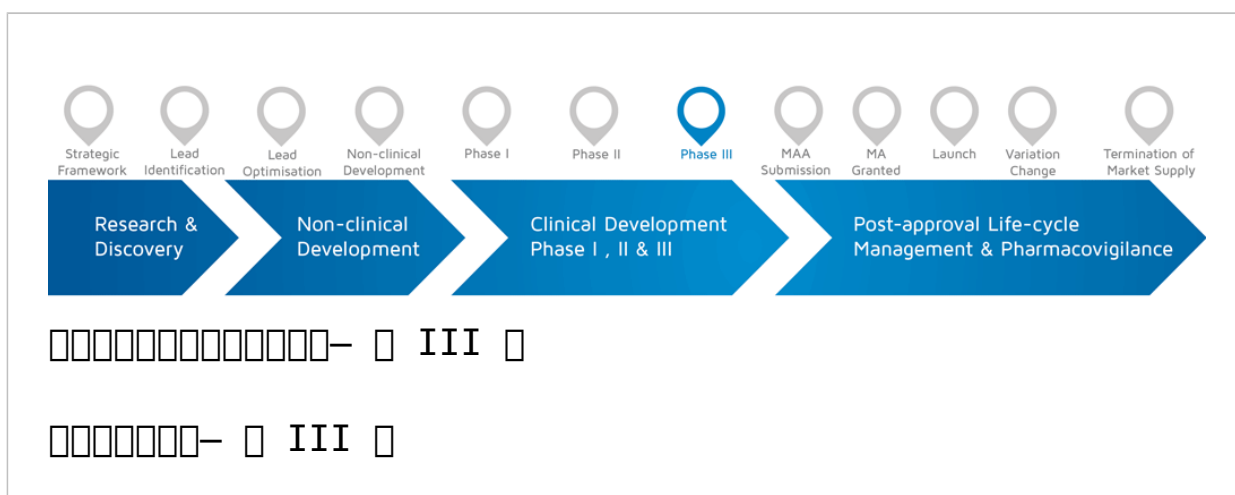 Strategic Framework
Lead Identification
Lead Optimisation
Non-clinical Development
Phase I
Phase II
Phase III
MAA Submission
MA Granted
Launch
Variation Change
Termination of Market Supply
Research & Discovery
Non-clinical Development
Clinical Development
Phase I , II & III
Post-approval Life-cycle
Management & Pharmacovigilance
– III
– III